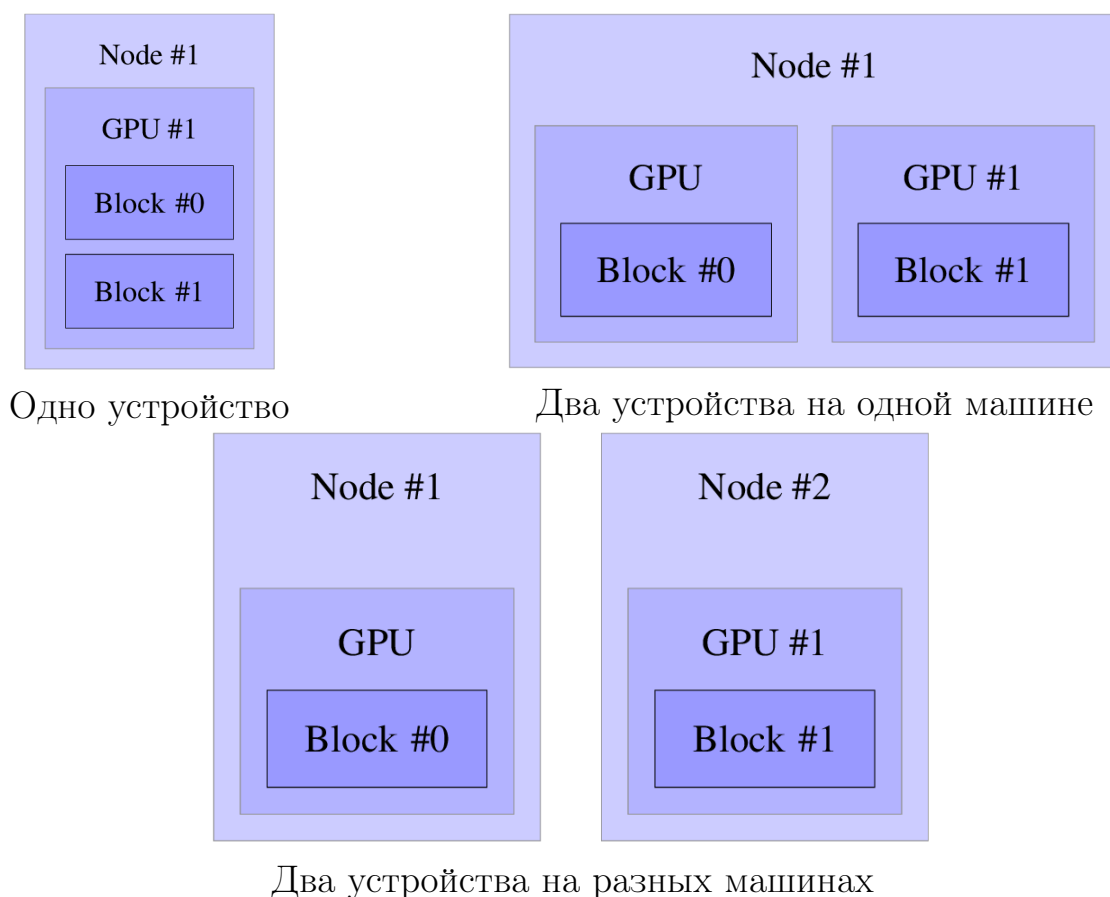 Node #1
GPU #1
Block #0
Block #1
Одно устройство
Node #1
GPU
Block #0
GPU #1
Block #1
Два устройства на одной машине
Node #1
GPU
Block #0
Node #2
GPU #1
Block #1
Два устройства на разных машинах